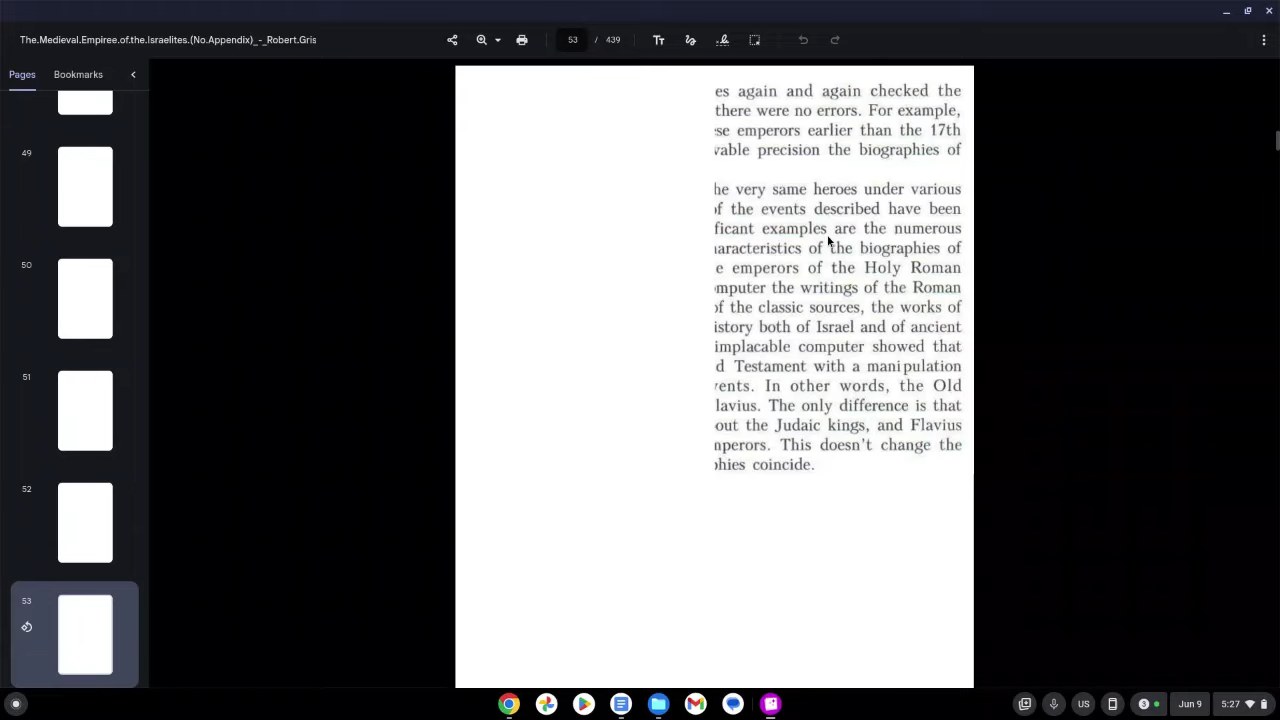 The.Medieval.Empiree.of.the.Israelites.(No.Appendix)_-_Robert.Gris
53 / 439
Pages
Bookmarks
49
50
51
52
53
es again and again checked the
there were no errors. For example,
se emperors earlier than the 17th
vable precision the biographies of
he very same heroes under various
of the events described have been
ficant examples are the numerous
aracteristics of the biographies of
e emperors of the Holy Roman
mputer the writings of the Roman
of the classic sources, the works of
istory both of Israel and of ancient
implacable computer showed that
d Testament with a manipulation
vents. In other words, the Old
lavius. The only difference is that
out the Judaic kings, and Flavius
mperors. This doesn't change the
phies coincide.
3
US
Jun 9
5:27